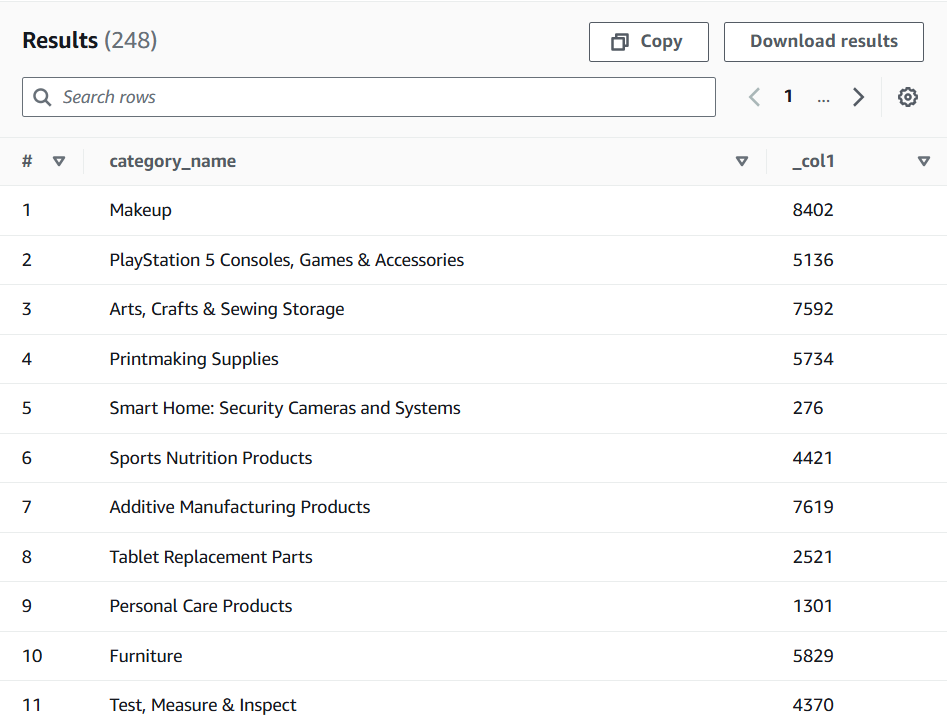 Results (248)
Copy
Download results
Search rows
1 ...
# category_name _col1
1 Makeup 8402
2 PlayStation 5 Consoles, Games & Accessories 5136
3 Arts, Crafts & Sewing Storage 7592
4 Printmaking Supplies 5734
5 Smart Home: Security Cameras and Systems 276
6 Sports Nutrition Products 4421
7 Additive Manufacturing Products 7619
8 Tablet Replacement Parts 2521
9 Personal Care Products 1301
10 Furniture 5829
11 Test, Measure & Inspect 4370